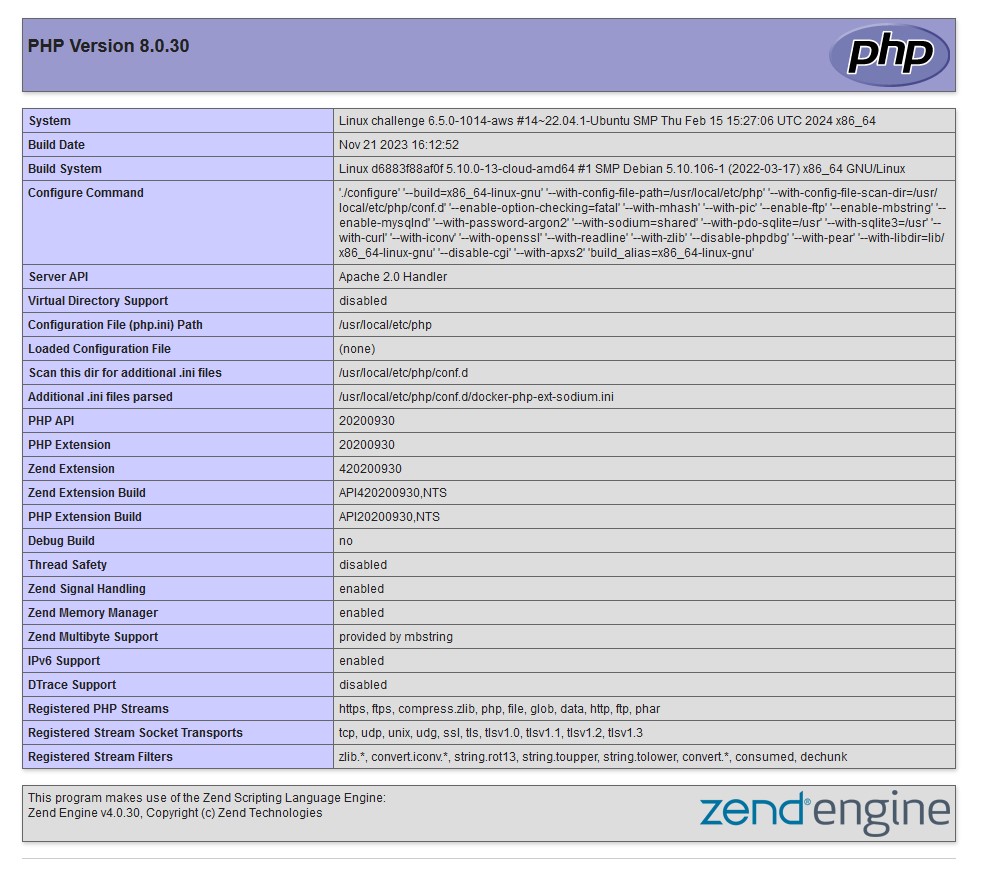 PHP Version 8.0.30
php
System Linux challenge 6.5.0-1014-aws #14~22.04.1-Ubuntu SMP Thu Feb 15 15:27:06 UTC 2024 x86_64
Build Date Nov 21 2023 16:12:52
Build System Linux d6883f88af0f 5.10.0-13-cloud-amd64 #1 SMP Debian 5.10.106-1 (2022-03-17) x86_64 GNU/Linux
Configure Command './configure' '--build=x86_64-linux-gnu' '--with-config-file-path=/usr/local/etc/php' '--with-config-file-scan-dir=/usr/
local/etc/php/conf.d' '--enable-option-checking=fatal' '--with-mhash' '--with-pic' '--enable-ftp' '--enable-mbstring' '--
enable-mysqlnd' '--with-password-argon2' '--with-sodium=shared' '--with-pdo-sqlite=/usr' '--with-sqlite3=/usr' '--
with-curl' '--with-iconv' '--with-openssl' '--with-readline' '--with-zlib' '--disable-phpdbg' '--with-pear' '--with-libdir=lib/
x86_64-linux-gnu' '--disable-cgi' '--with-apxs2' 'build_alias=x86_64-linux-gnu'
Server API Apache 2.0 Handler
Virtual Directory Support disabled
Configuration File (php.ini) Path /usr/local/etc/php
Loaded Configuration File (none)
Scan this dir for additional .ini files /usr/local/etc/php/conf.d
Additional .ini files parsed /usr/local/etc/php/conf.d/docker-php-ext-sodium.ini
PHP API 20200930
PHP Extension 20200930
Zend Extension 420200930
Zend Extension Build API420200930,NTS
PHP Extension Build API20200930,NTS
Debug Build no
Thread Safety disabled
Zend Signal Handling enabled
Zend Memory Manager enabled
Zend Multibyte Support provided by mbstring
IPv6 Support enabled
DTrace Support disabled
Registered PHP Streams https, ftps, compress.zlib, php, file, glob, data, http, ftp, phar
Registered Stream Socket Transports tcp, udp, unix, udg, ssl, tls, tlsv1.0, tlsv1.1, tlsv1.2, tlsv1.3
Registered Stream Filters zlib.*, convert.iconv.*, string.rot13, string.toupper, string.tolower, convert.*, consumed, dechunk
This program makes use of the Zend Scripting Language Engine:
Zend Engine v4.0.30, Copyright (c) Zend Technologies
zend® engine